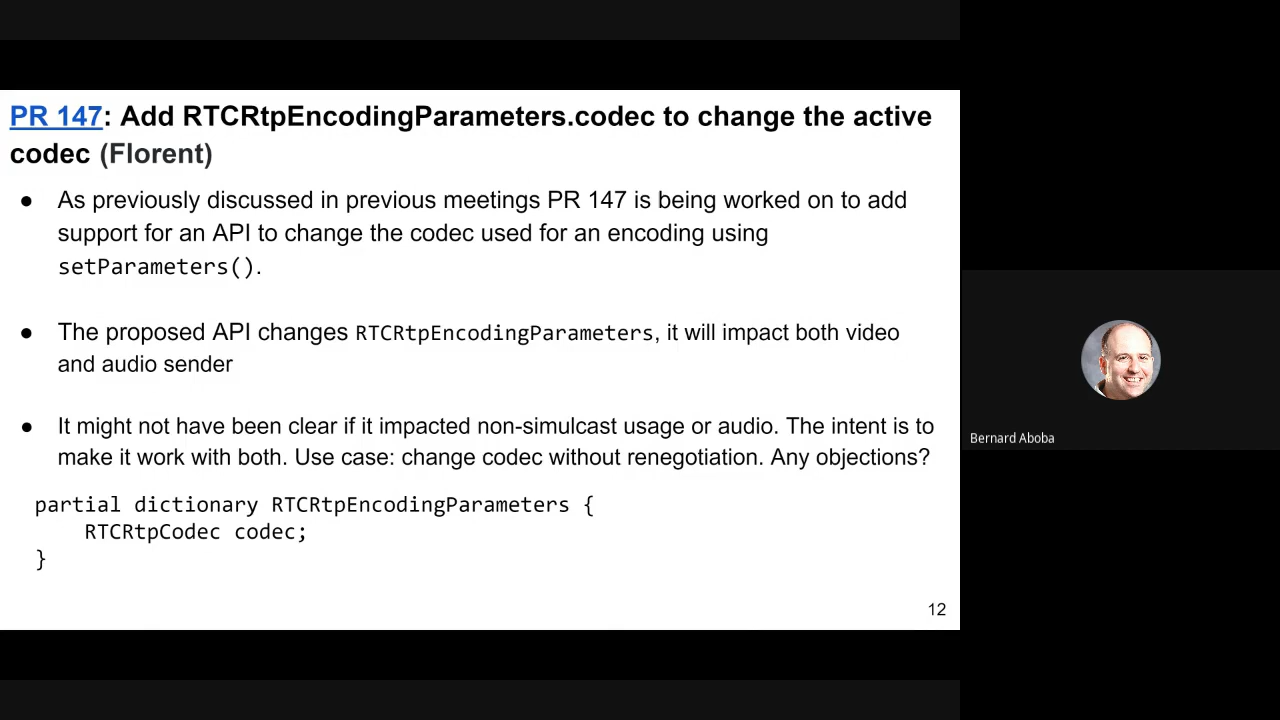 PR 147: Add RTCRtpEncodingParameters.codec to change the active
codec (Florent)
● As previously discussed in previous meetings PR 147 is being worked on to add
support for an API to change the codec used for an encoding using
setParameters().
● The proposed API changes RTCRtpEncodingParameters, it will impact both video
and audio sender
● It might not have been clear if it impacted non-simulcast usage or audio. The intent is to
make it work with both. Use case: change codec without renegotiation. Any objections?
partial dictionary RTCRtpEncodingParameters {
    RTCRtpCodec codec;
}
12
Bernard Aboba